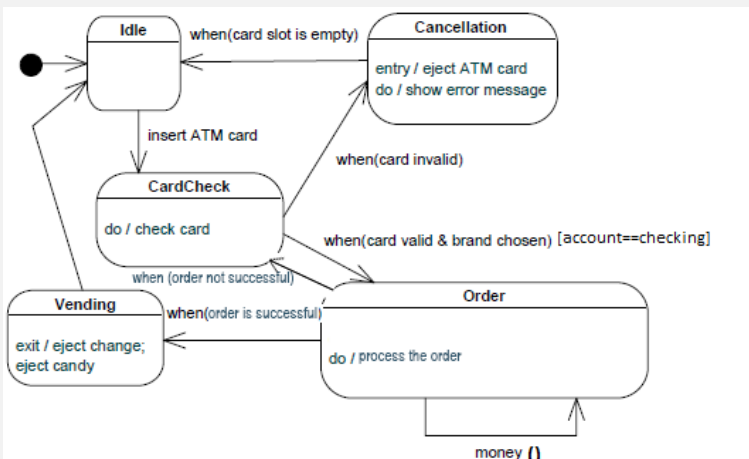 Idle
when(card slot is empty)
Cancellation
entry / eject ATM card
do / show error message
insert ATM card
when(card invalid)
CardCheck
do / check card
when(card valid & brand chosen) [account==checking]
when (order not successful)
Vending
when(order is successful)
Order
exit / eject change;
eject candy
do / process the order
money ()